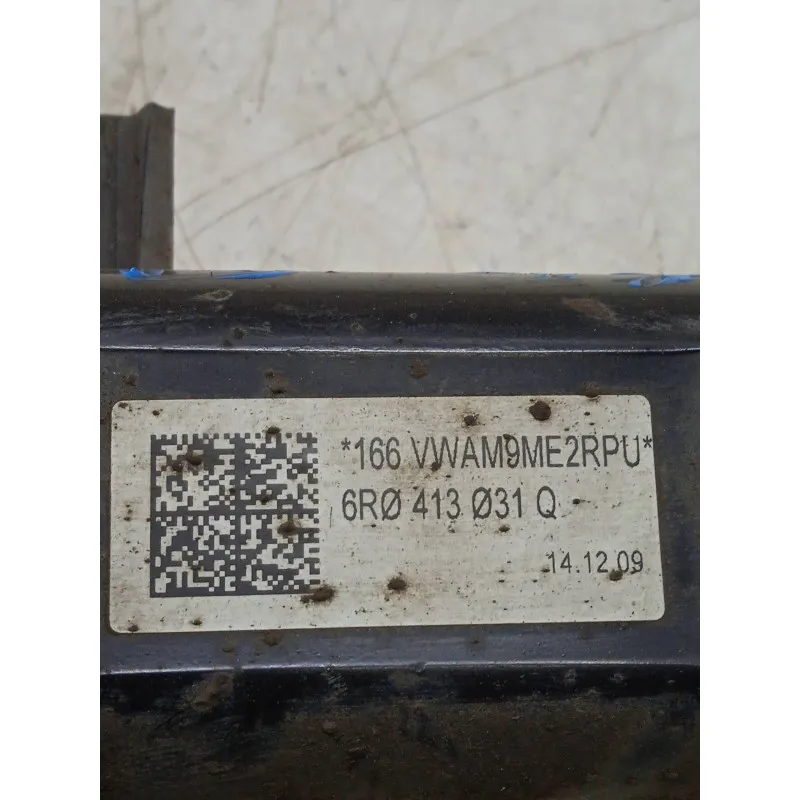 *166 VWAM9ME2RPU*
6RØ 413 Ø31 Q
14.12.09